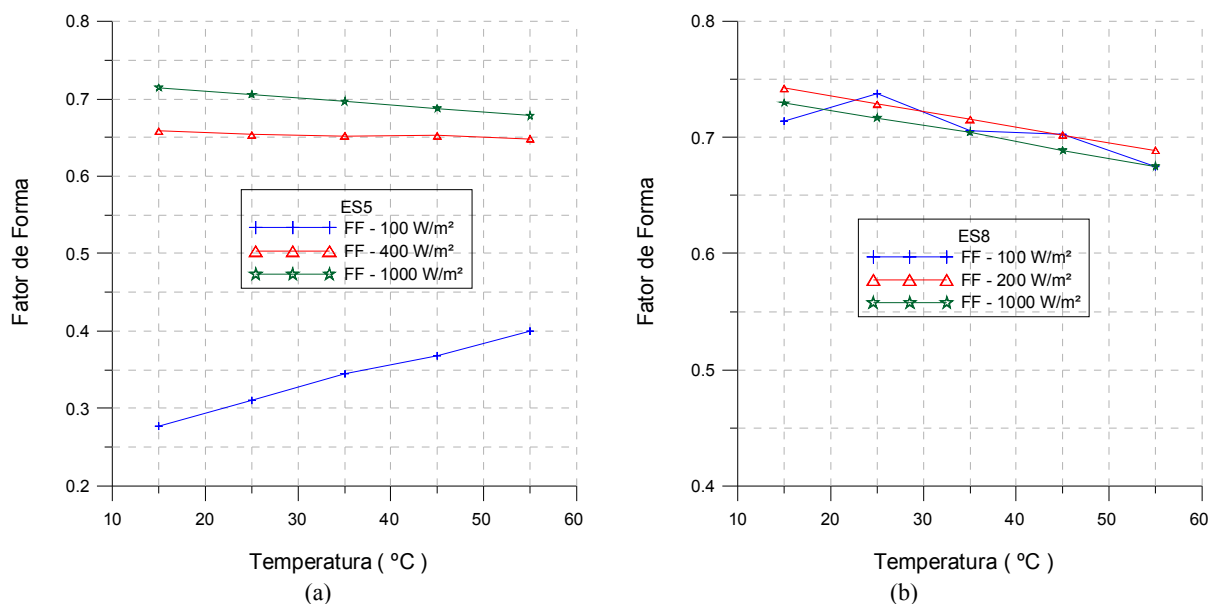 0.8
0.7
0.6
0.5
0.4
0.3
0.2
Fator de Forma
ES5
FF - 100 W/m²
FF - 400 W/m²
FF - 1000 W/m²
10 20 30 40 50 60
Temperatura ( ºC )
(a)
0.8
0.7
0.6
0.5
0.4
Fator de Forma
ES8
FF - 100 W/m²
FF - 200 W/m²
FF - 1000 W/m²
10 20 30 40 50 60
Temperatura ( ºC )
(b)